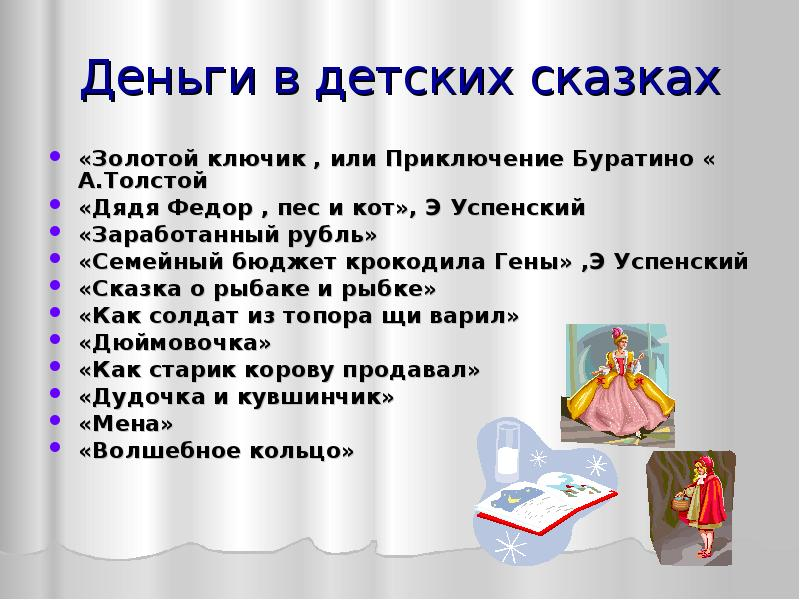 Деньги в детских сказках
«Золотой ключик , или Приключение Буратино «
А.Толстой
«Дядя Федор , пес и кот», Э Успенский
«Заработанный рубль»
«Семейный бюджет крокодила Гены» ,Э Успенский
«Сказка о рыбаке и рыбке»
«Как солдат из топора щи варил»
«Дюймовочка»
«Как старик корову продавал»
«Дудочка и кувшинчик»
«Мена»
«Волшебное кольцо»